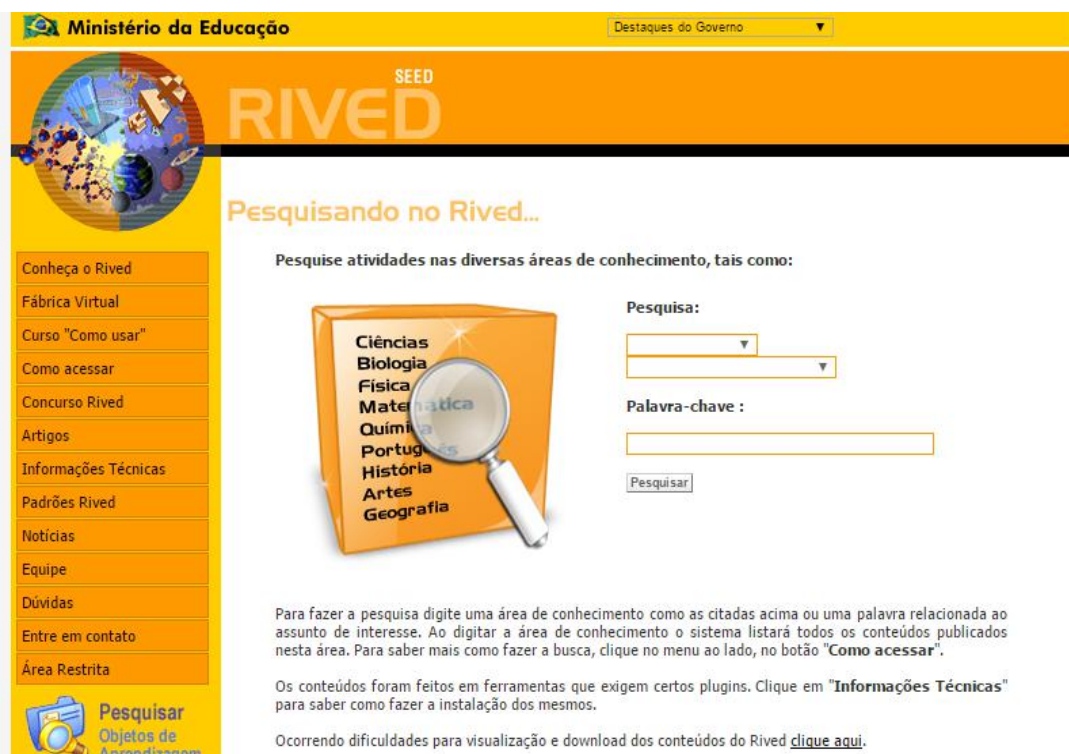 Ministério da Educação
Destaques do Governo
SEED
RIVED
Pesquisando no Rived...
Conheça o Rived
Fábrica Virtual
Curso "Como usar"
Como acessar
Concurso Rived
Artigos
Informações Técnicas
Padrões Rived
Notícias
Equipe
Dúvidas
Entre em contato
Área Restrita
Pesquisar
Objetos de
Aprendizagem
Pesquise atividades nas diversas áreas de conhecimento, tais como:
Ciências
Biologia
Física
Matemática
Química
Português
História
Artes
Geografia
Pesquisa:
Palavra-chave :
Pesquisar
Para fazer a pesquisa digite uma área de conhecimento como as citadas acima ou uma palavra relacionada ao
assunto de interesse. Ao digitar a área de conhecimento o sistema listará todos os conteúdos publicados
nesta área. Para saber mais como fazer a busca, clique no menu ao lado, no botão "Como acessar".
Os conteúdos foram feitos em ferramentas que exigem certos plugins. Clique em "Informações Técnicas"
para saber como fazer a instalação dos mesmos.
Ocorrendo dificuldades para visualização e download dos conteúdos do Rived clique aqui.